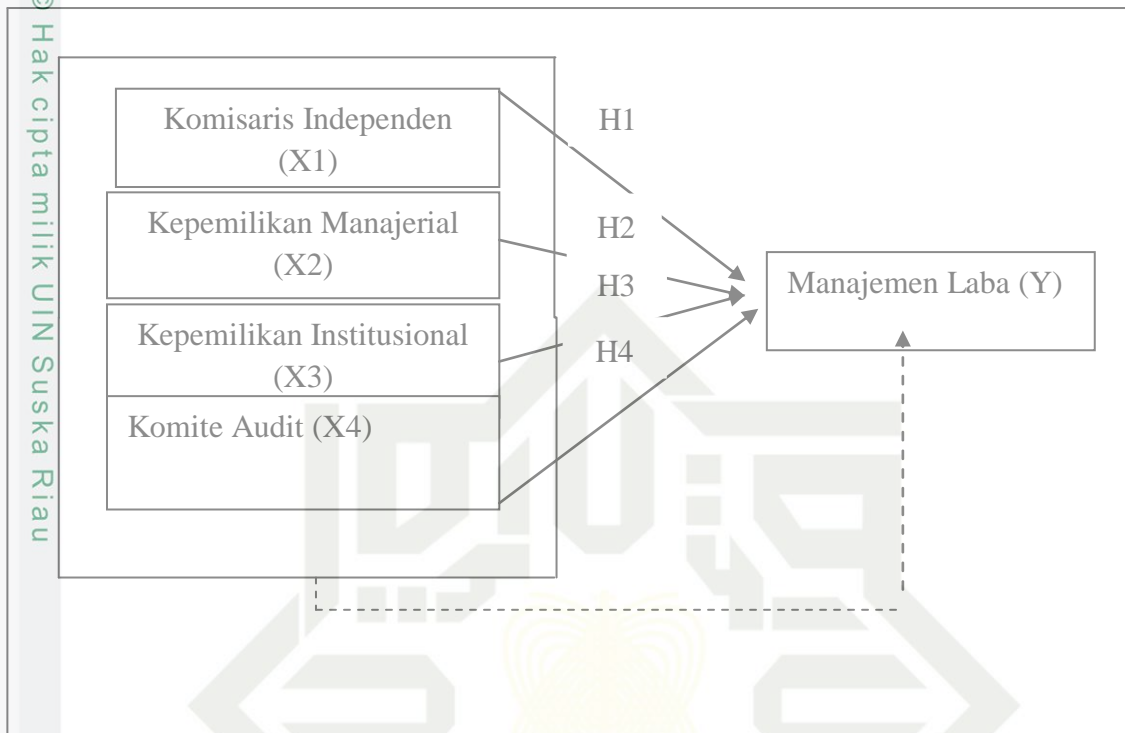 © Hak cipta milik UIN Suska Riau
Komisaris Independen
(X1)
H1
Kepemilikan Manajerial
(X2)
H2
H3
Manajemen Laba (Y)
Kepemilikan Institusional
(X3)
H4
Komite Audit (X4)